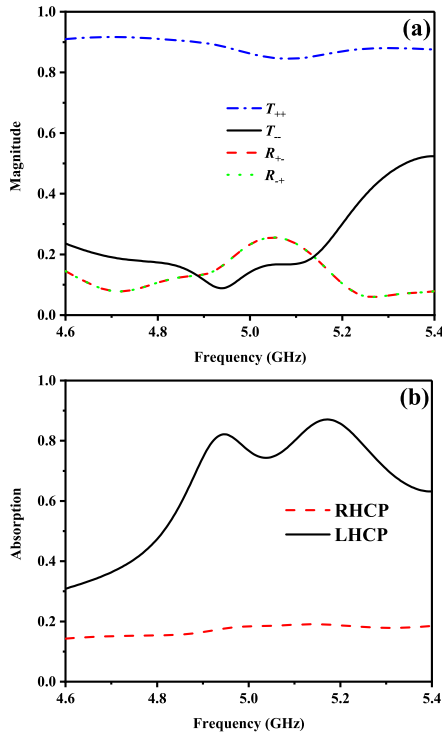 (a)
1.0
0.8
0.6
0.4
0.2
0.0
Magnitude
T++
T--
R+-
R-+
4.6 4.8 5.0 5.2 5.4
Frequency (GHz)
(b)
1.0
0.8
0.6
0.4
0.2
0.0
Absorption
RHCP
LHCP
4.6 4.8 5.0 5.2 5.4
Frequency (GHz)